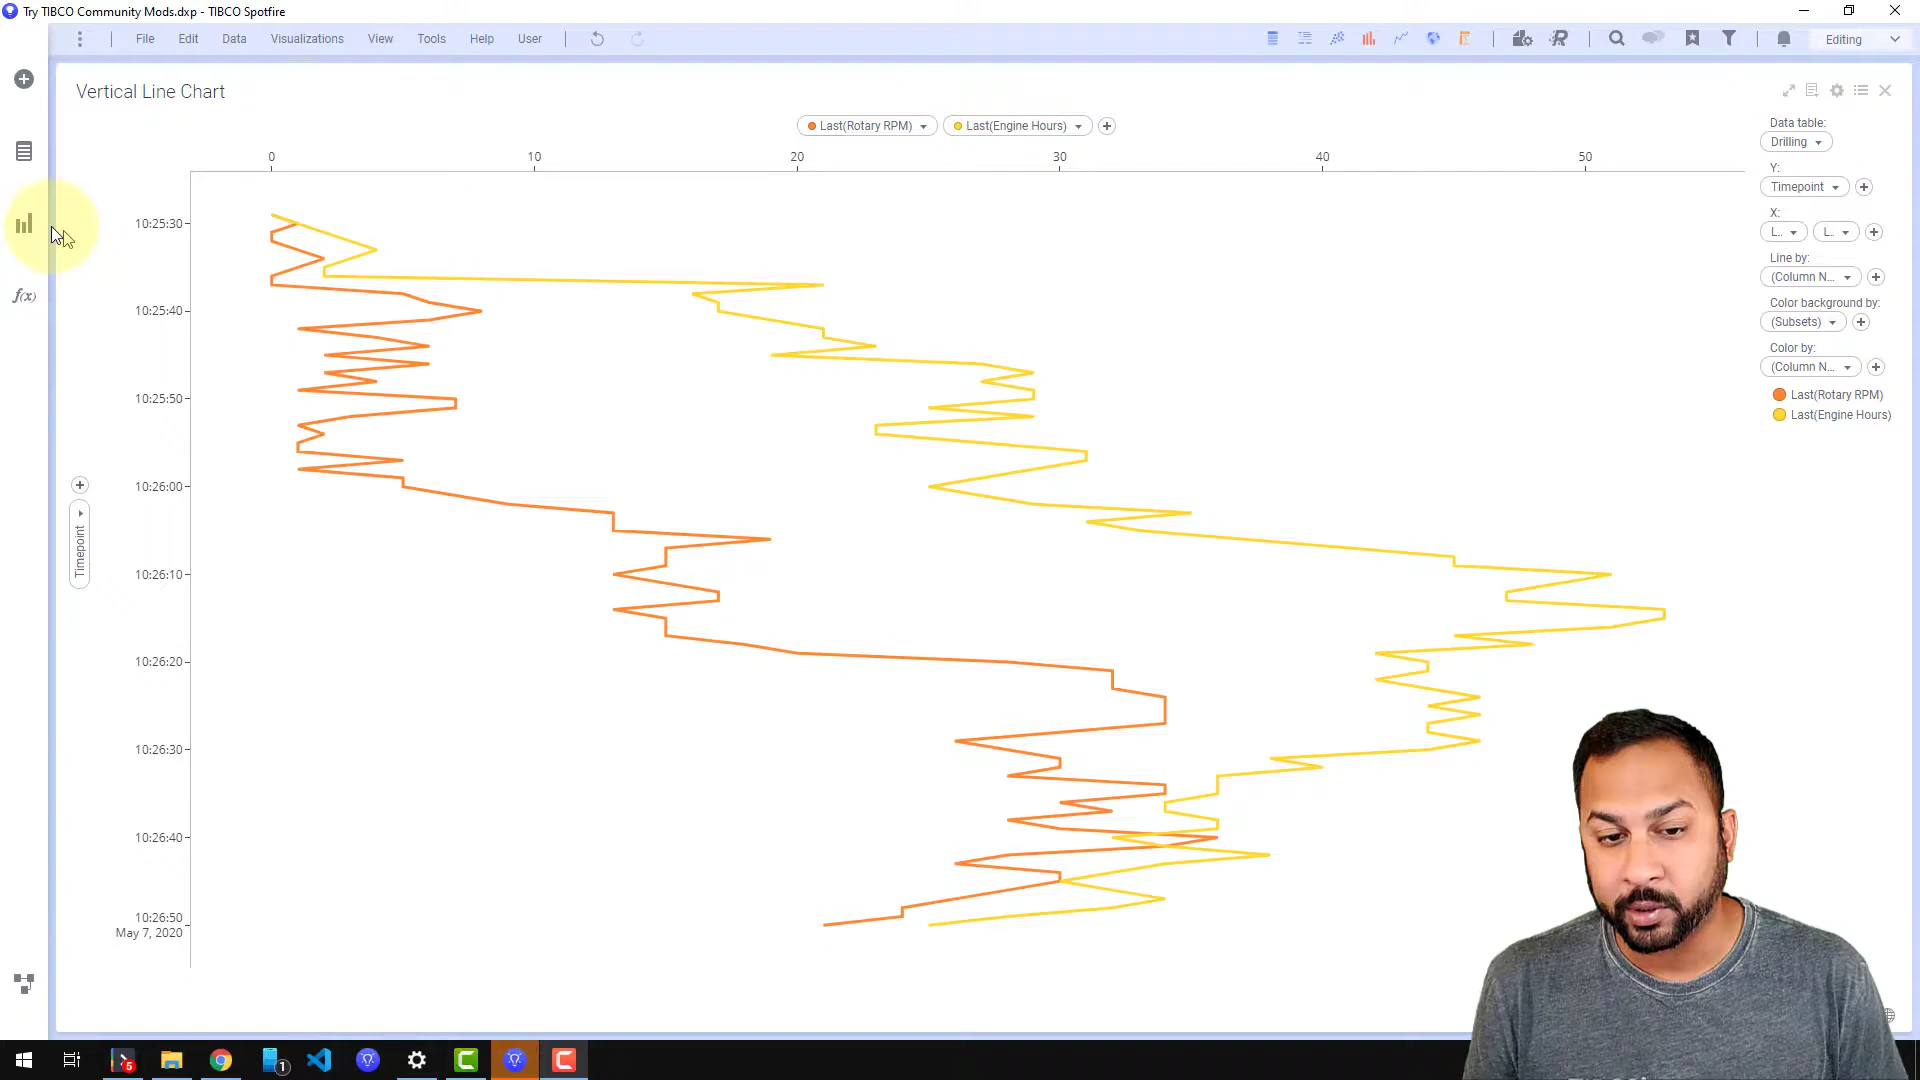 Try TIBCO Community Mods.dxp - TIBCO Spotfire
File Edit Data Visualizations View Tools Help User
Editing
Vertical Line Chart
Last(Rotary RPM) Last(Engine Hours)
0 10 20 30 40 50
10:25:30
10:25:40
10:25:50
10:26:00
10:26:10
10:26:20
10:26:30
10:26:40
10:26:50
May 7, 2020
Timepoint
f(x)
Data table:
Drilling
Y:
Timepoint
X:
L.. L..
Line by:
(Column N...
Color background by:
(Subsets)
Color by:
(Column N...
Last(Rotary RPM)
Last(Engine Hours)
5
1